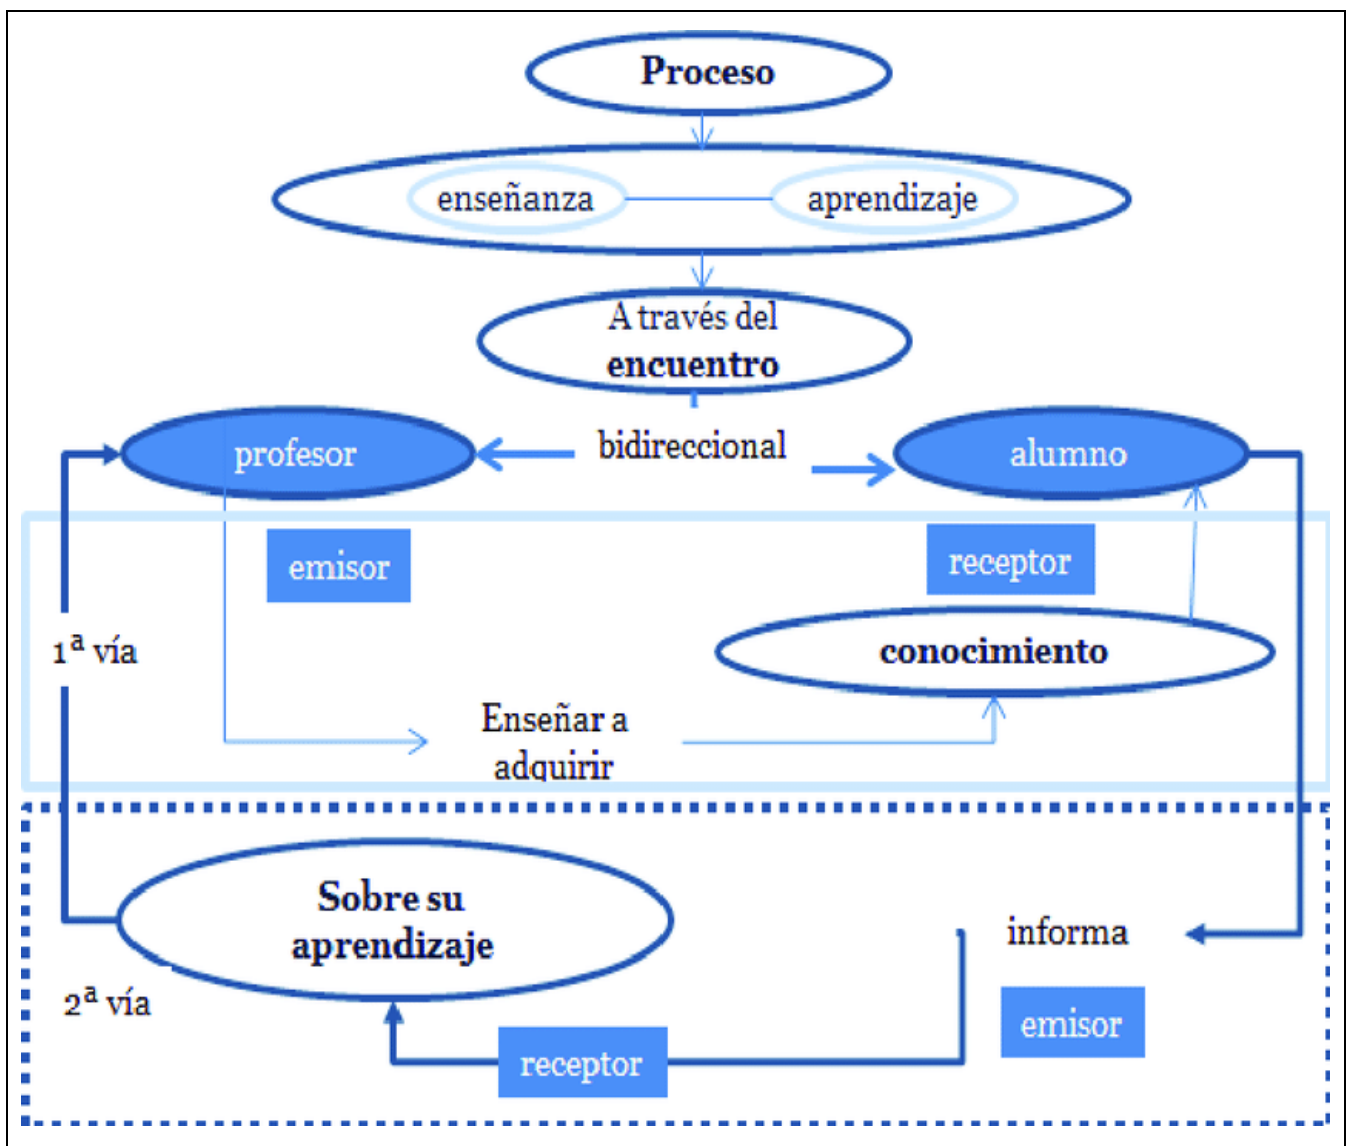 Proceso
enseñanza
aprendizaje
A través del
encuentro
profesor
bidireccional
alumno
emisor
receptor
1ª vía
conocimiento
Enseñar a
adquirir
Sobre su
aprendizaje
informa
2ª vía
emisor
receptor